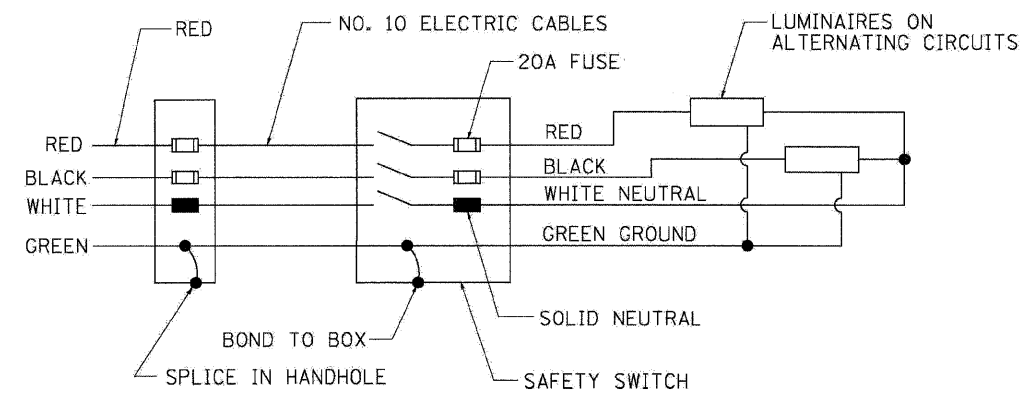 RED
NO. 10 ELECTRIC CABLES
LUMINAIRES ON
ALTERNATING CIRCUITS
20A FUSE
RED
RED
BLACK
BLACK
WHITE
WHITE NEUTRAL
GREEN
GREEN GROUND
SOLID NEUTRAL
BOND TO BOX
SPLICE IN HANDHOLE
SAFETY SWITCH